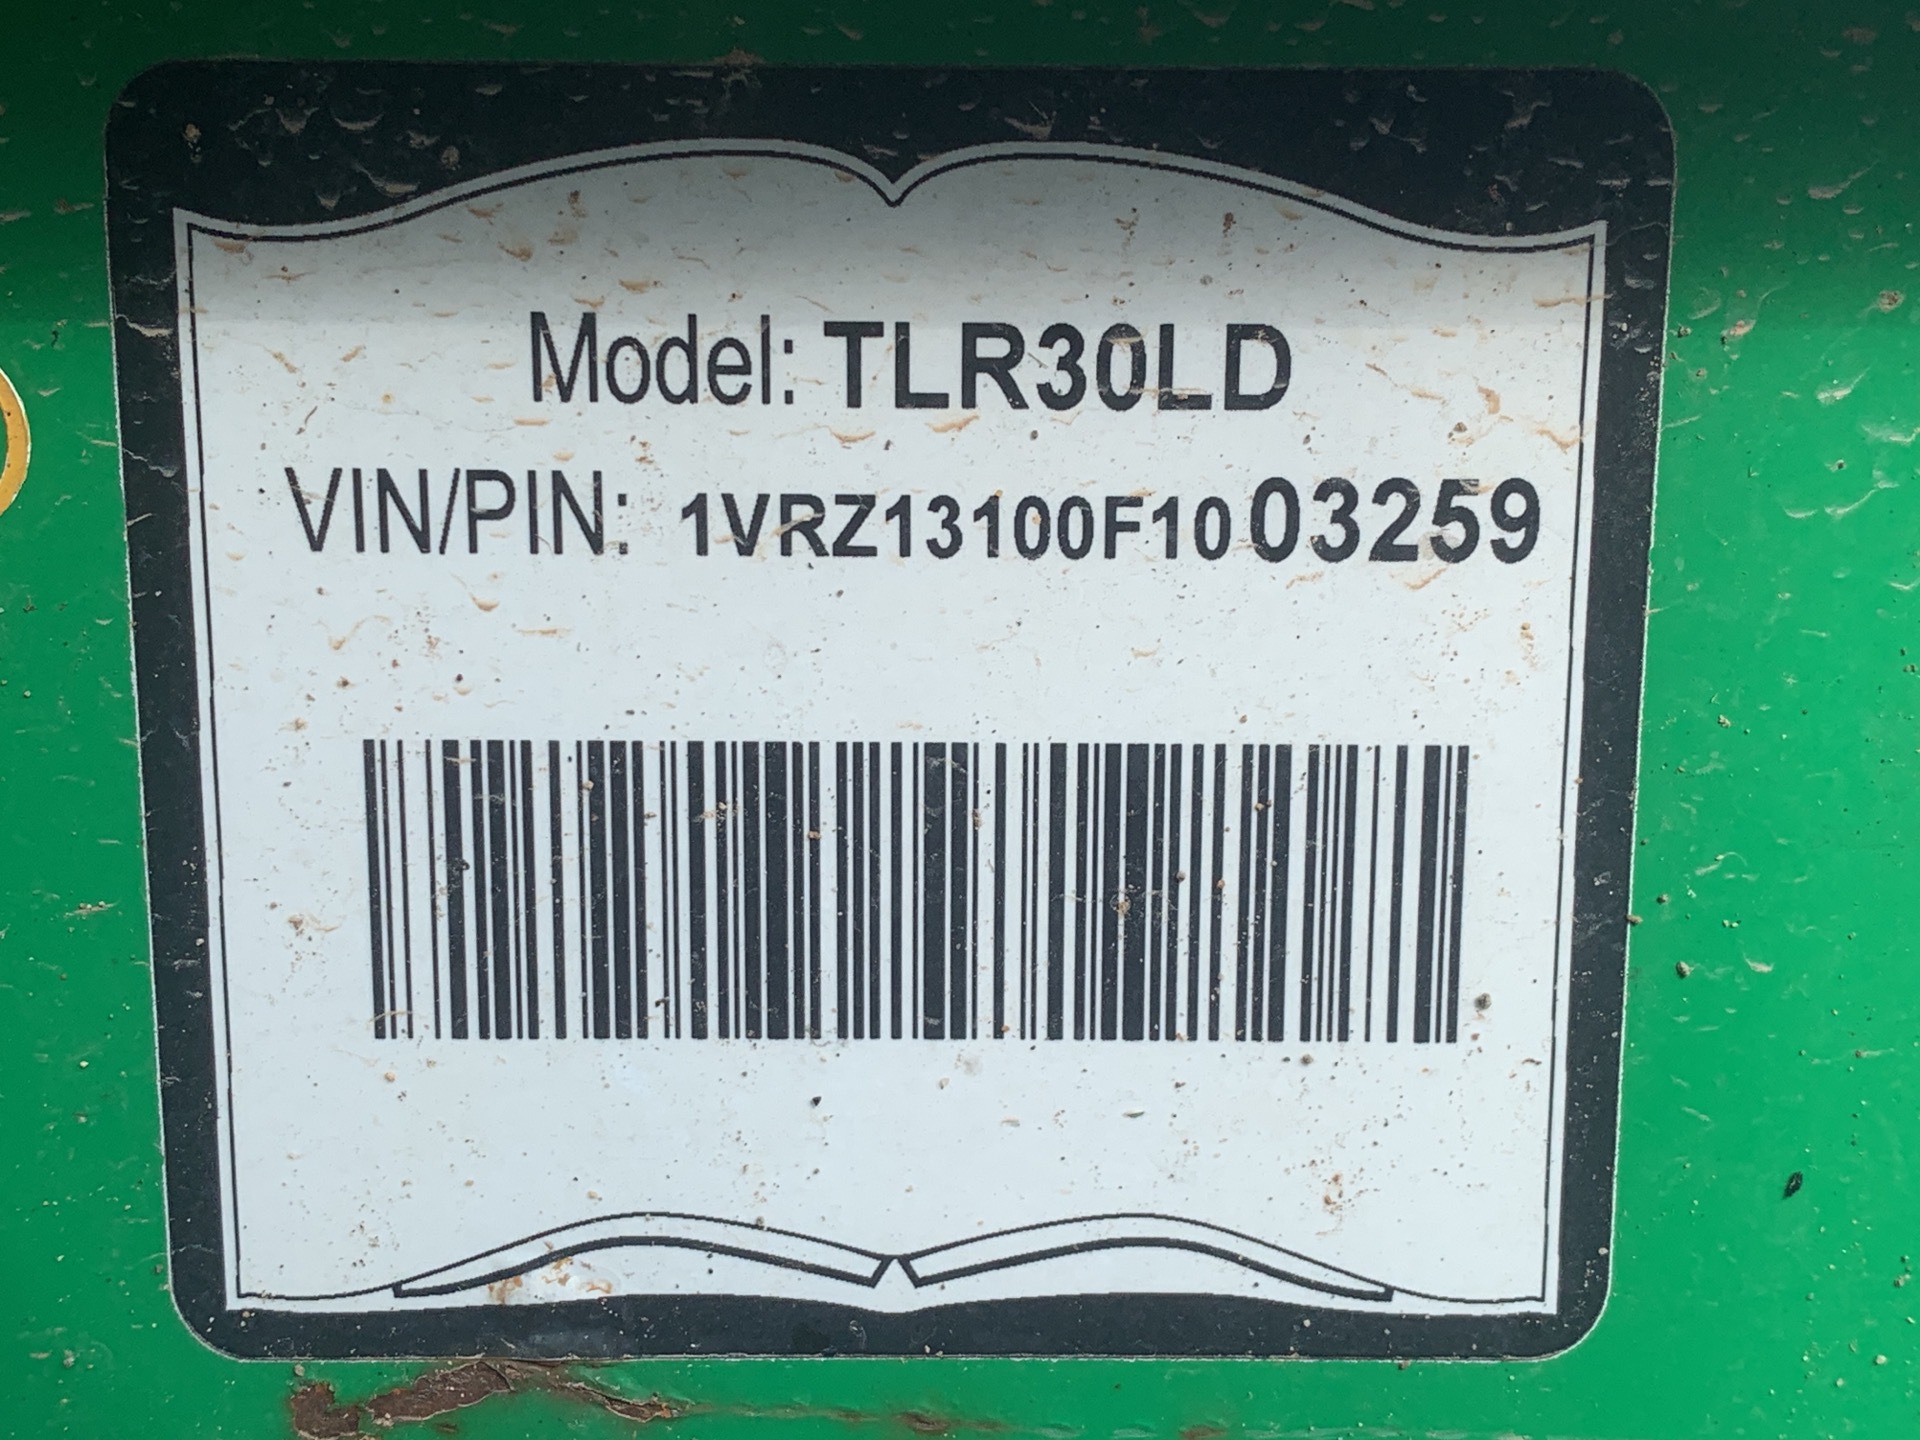 Model: TLR30LD
VIN/PIN: 1VRZ13100F1003259